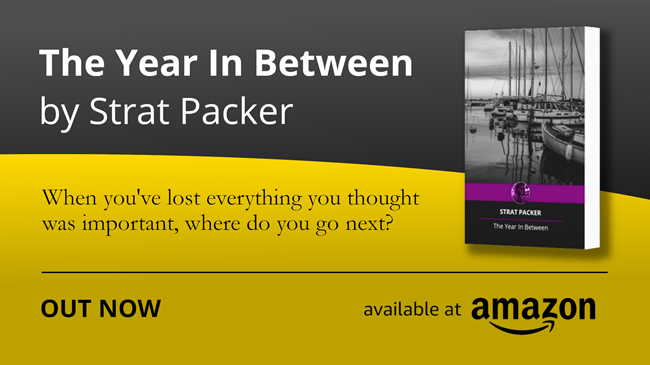 The Year In Between
by Strat Packer
When you've lost everything you thought
was important, where do you go next?
STRAT PACKER
The Year In Between
OUT NOW
available at amazon